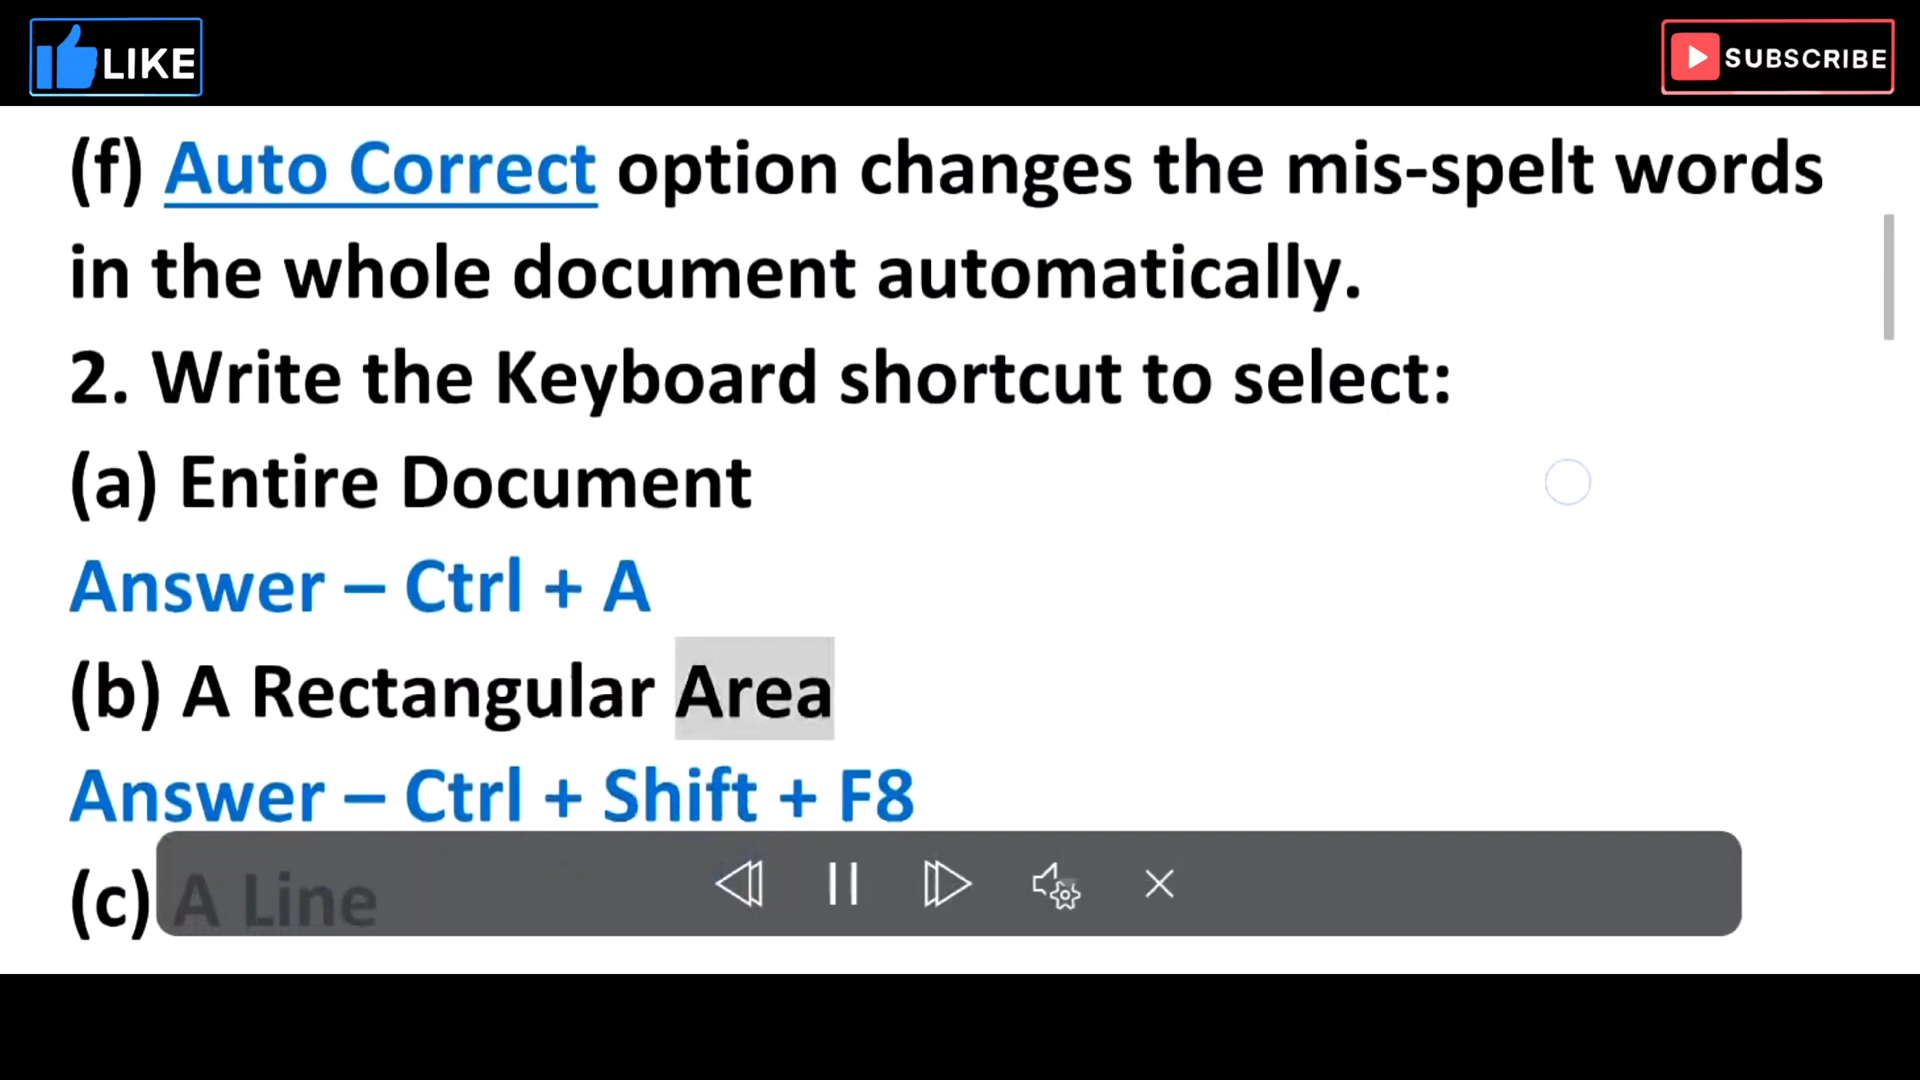 LIKE
SUBSCRIBE
(f) Auto Correct option changes the mis-spelt words
in the whole document automatically.
2. Write the Keyboard shortcut to select:
(a) Entire Document
Answer – Ctrl + A
(b) A Rectangular Area
Answer – Ctrl + Shift + F8
(c) A Line